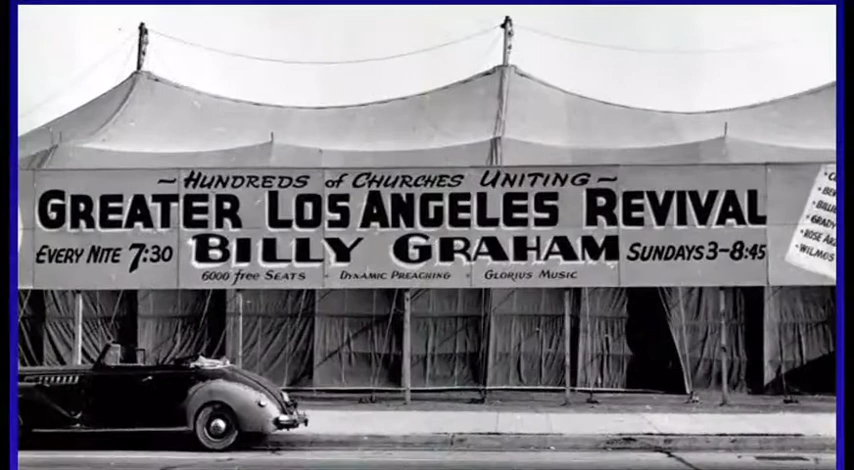 ~ HUNDREDS of CHURCHES UNITING ~
GREATER LOS ANGELES REVIVAL
EVERY NITE 7:30 BILLY GRAHAM SUNDAYS 3-8:45
6000 free SEATS DYNAMIC PREACHING GLORIUS MUSIC